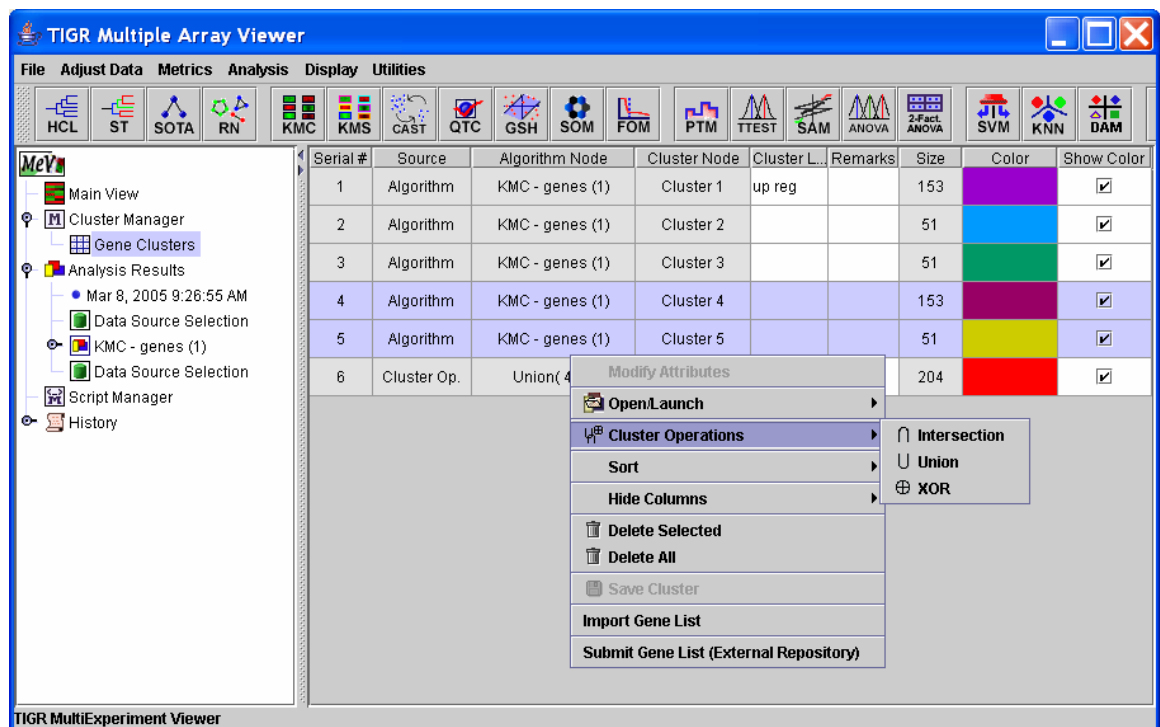 TIGR Multiple Array Viewer
File Adjust Data Metrics Analysis Display Utilities
HCL ST SOTA RN KMC KMS CAST QTC GSH SOM FOM PTM TTEST SAM ANOVA 2-Fact. ANOVA SVM KNN DAM
MeV
Main View
Cluster Manager
Gene Clusters
Analysis Results
Mar 8, 2005 9:26:55 AM
Data Source Selection
KMC - genes (1)
Data Source Selection
Script Manager
History
Serial # Source Algorithm Node Cluster Node Cluster L... Remarks Size Color Show Color
1 Algorithm KMC - genes (1) Cluster 1 up reg 153
2 Algorithm KMC - genes (1) Cluster 2 51
3 Algorithm KMC - genes (1) Cluster 3 51
4 Algorithm KMC - genes (1) Cluster 4 153
5 Algorithm KMC - genes (1) Cluster 5 51
6 Cluster Op. Union( 4 204
Modify Attributes
Open/Launch
Cluster Operations
Sort
Hide Columns
Delete Selected
Delete All
Save Cluster
Import Gene List
Submit Gene List (External Repository)
Intersection
Union
XOR
TIGR MultiExperiment Viewer